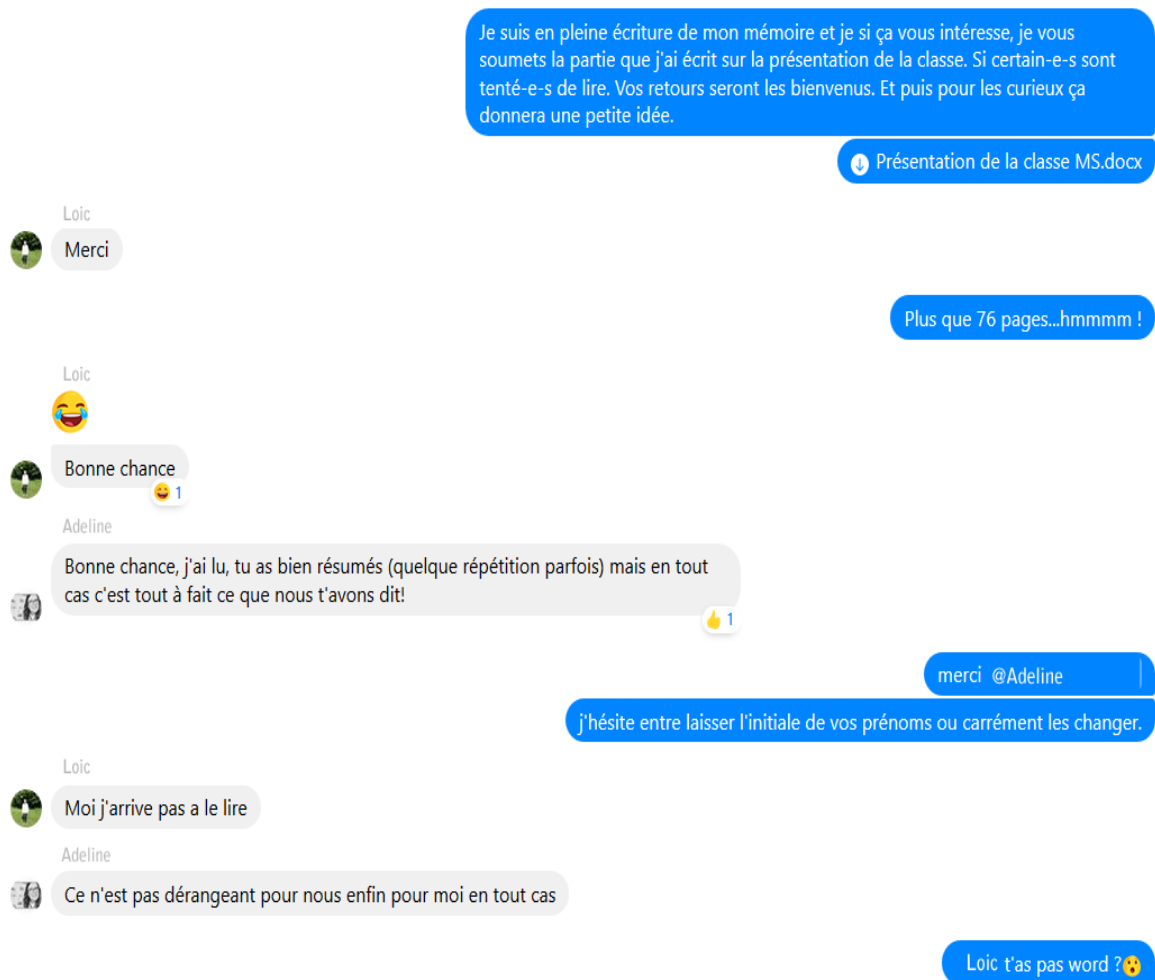 Je suis en pleine écriture de mon mémoire et je si ça vous intéresse, je vous
soumets la partie que j'ai écrit sur la présentation de la classe. Si certain-e-s sont
tenté-e-s de lire. Vos retours seront les bienvenus. Et puis pour les curieux ça
donnera une petite idée.
Présentation de la classe MS.docx
Loic
Merci
Plus que 76 pages...hmmmm !
Loic
😂
Bonne chance
😄 1
Adeline
Bonne chance, j'ai lu, tu as bien résumés (quelque répétition parfois) mais en tout
cas c'est tout à fait ce que nous t'avons dit!
👍 1
merci @Adeline
j'hésite entre laisser l'initiale de vos prénoms ou carrément les changer.
Loic
Moi j'arrive pas a le lire
Adeline
Ce n'est pas dérangeant pour nous enfin pour moi en tout cas
Loic t'as pas word ?😮